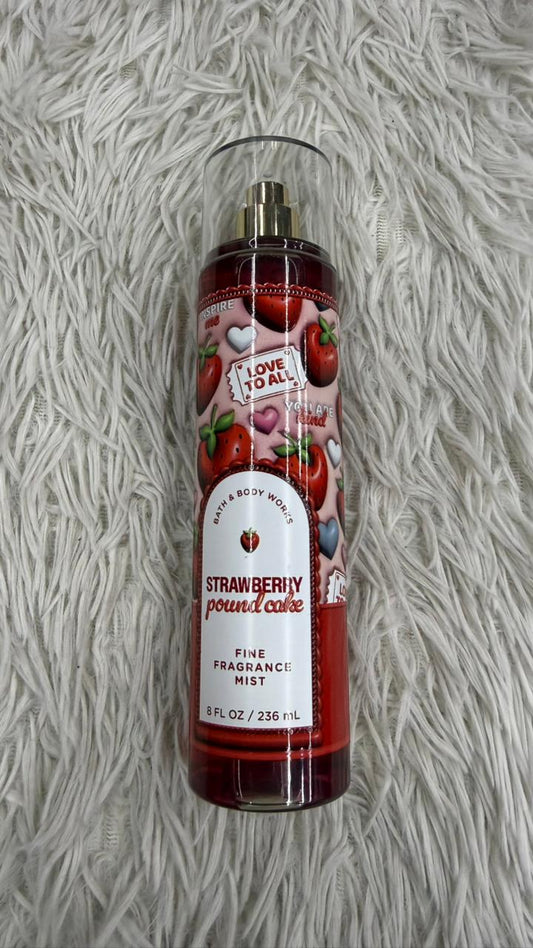 INSPIRE
me
LOVE
TO ALL
YOU ARE
kind
BATH & BODY WORKS
STRAWBERRY
pound cake
FINE
FRAGRANCE
MIST
8 FL OZ / 236 mL